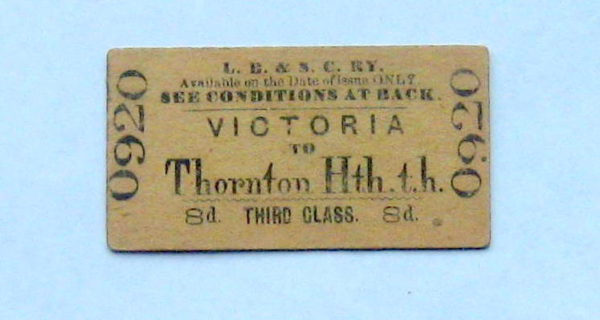 0920
L. B. & S. C. RY.
Available on the Date of issue ONLY.
SEE CONDITIONS AT BACK.
VICTORIA
TO
Thornton Hth. t.h.
8d. THIRD CLASS. 8d.
0920